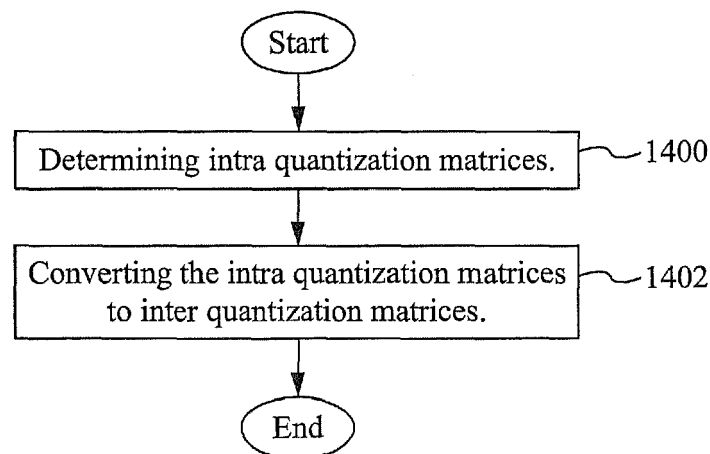 Start
Determining intra quantization matrices.
1400
Converting the intra quantization matrices
to inter quantization matrices.
1402
End